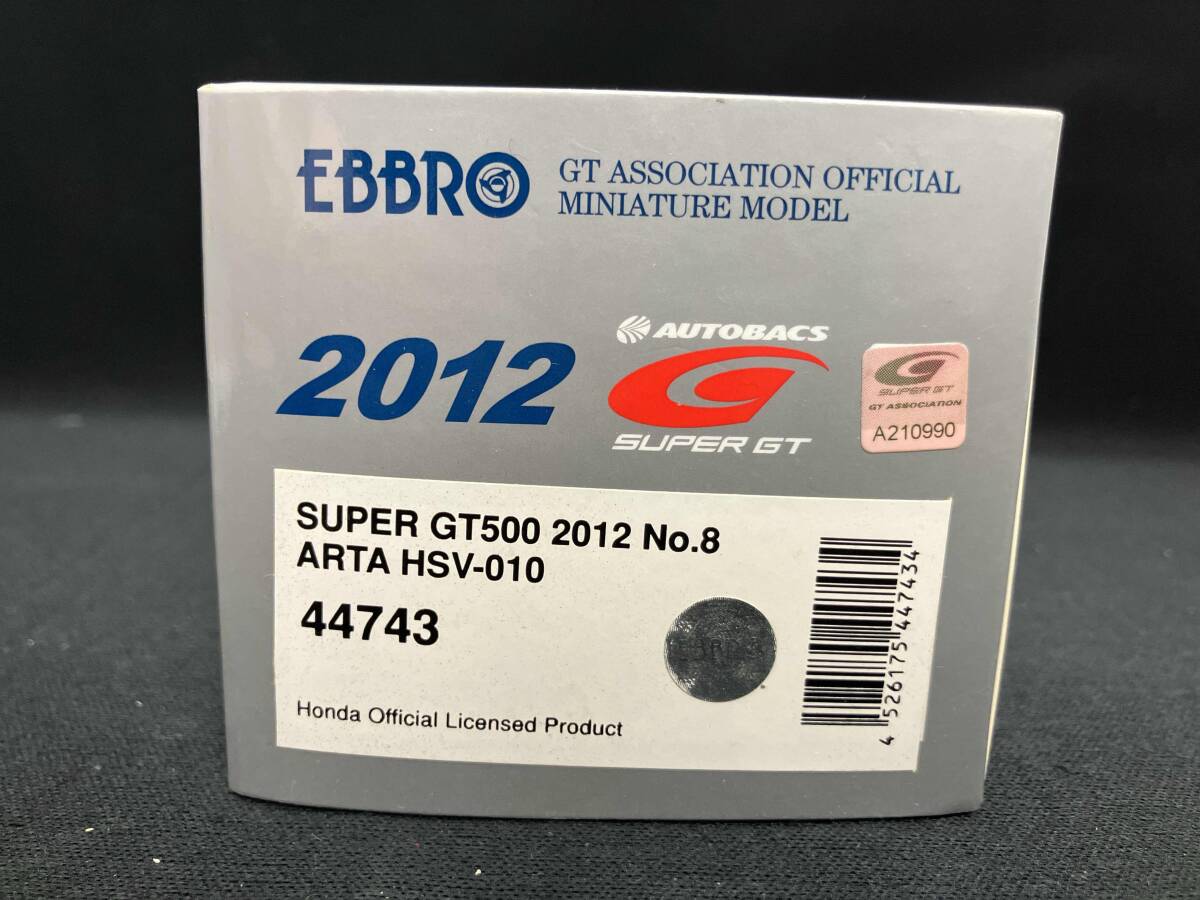 EBBRO
GT ASSOCIATION OFFICIAL
MINIATURE MODEL
2012
AUTOBACS
SUPER GT
SUPER GT
GT ASSOCIATION
A210990
SUPER GT500 2012 No.8
ARTA HSV-010
44743
EBBRO
Honda Official Licensed Product
4 526175 447434